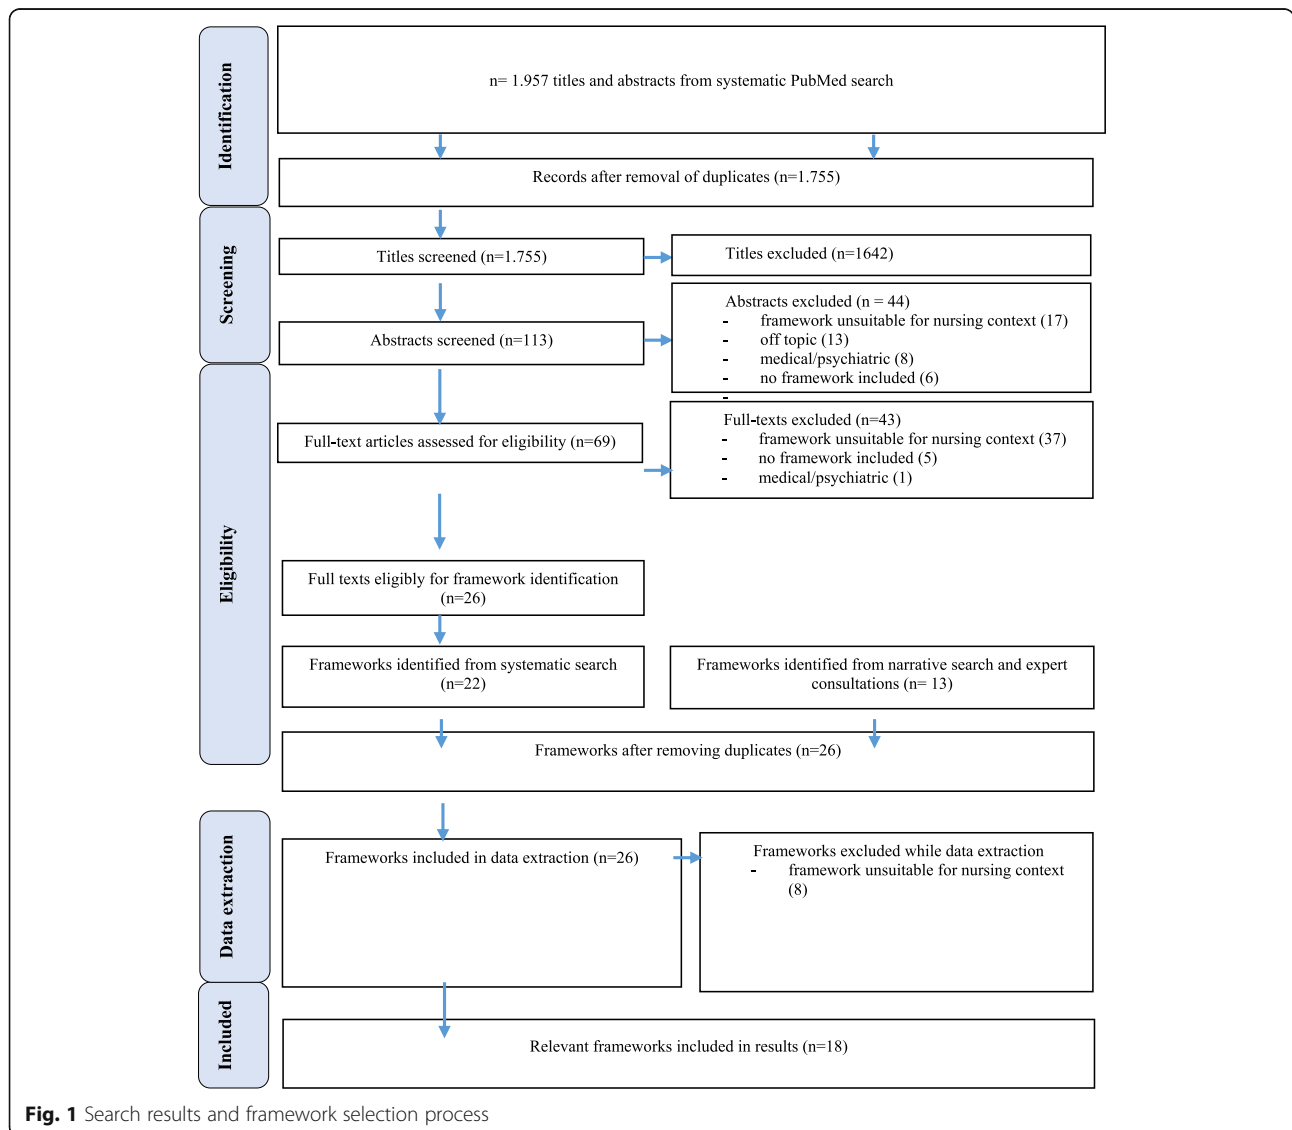 Identification
n= 1.957 titles and abstracts from systematic PubMed search
Records after removal of duplicates (n=1.755)
Screening
Titles screened (n=1.755)
Titles excluded (n=1642)
Abstracts screened (n=113)
Abstracts excluded (n = 44)
- framework unsuitable for nursing context (17)
- off topic (13)
- medical/psychiatric (8)
- no framework included (6)
-
Eligibility
Full-text articles assessed for eligibility (n=69)
Full-texts excluded (n=43)
- framework unsuitable for nursing context (37)
- no framework included (5)
- medical/psychiatric (1)
Full texts eligibly for framework identification
(n=26)
Frameworks identified from systematic search
(n=22)
Frameworks identified from narrative search and expert
consultations (n= 13)
Frameworks after removing duplicates (n=26)
Data extraction
Frameworks included in data extraction (n=26)
Frameworks excluded while data extraction
- framework unsuitable for nursing context
(8)
Included
Relevant frameworks included in results (n=18)
Fig. 1 Search results and framework selection process